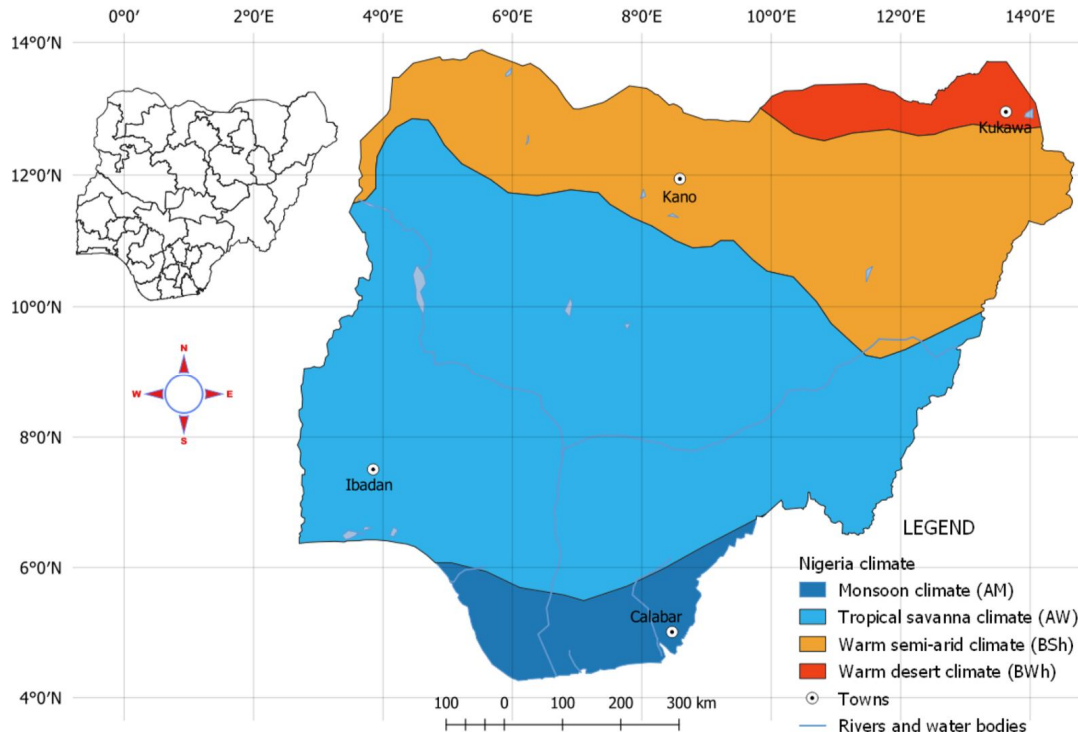 0°0′ 2°0′E 4°0′E 6°0′E 8°0′E 10°0′E 12°0′E 14°0′E
14°0′N
12°0′N
10°0′N
8°0′N
6°0′N
4°0′N
N
W E
S
Kukawa
Kano
Ibadan
Calabar
LEGEND
Nigeria climate
Monsoon climate (AM)
Tropical savanna climate (AW)
Warm semi-arid climate (BSh)
Warm desert climate (BWh)
Towns
Rivers and water bodies
100 0 100 200 300 km